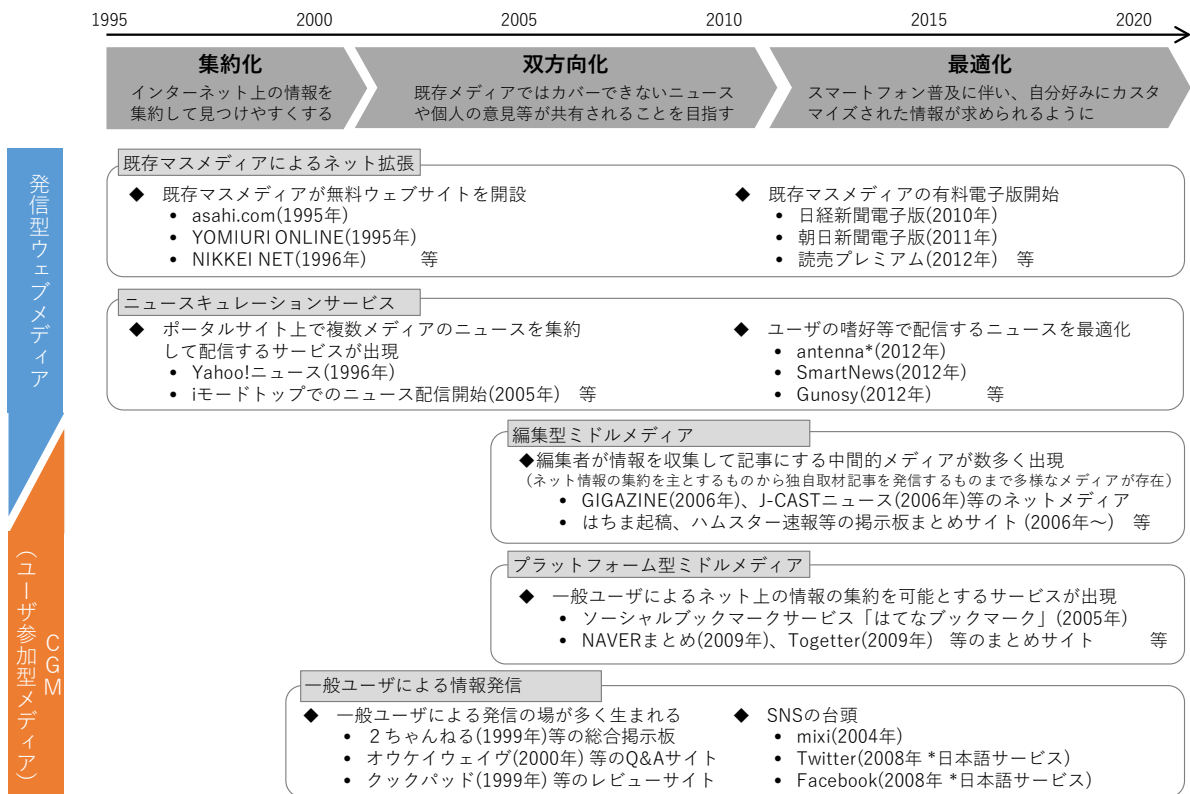 1995 2000 2005 2010 2015 2020
集約化
インターネット上の情報を
集約して見つけやすくする
双方向化
既存メディアではカバーできないニュース
や個人の意見等が共有されることを目指す
最適化
スマートフォン普及に伴い、自分好みにカスタ
マイズされた情報が求められるように
発信型ウェブメディア
既存マスメディアによるネット拡張
◆ 既存マスメディアが無料ウェブサイトを開設
• asahi.com(1995年)
• YOMIURI ONLINE(1995年)
• NIKKEI NET(1996年) 等
◆ 既存マスメディアの有料電子版開始
• 日経新聞電子版(2010年)
• 朝日新聞電子版(2011年)
• 読売プレミアム(2012年) 等
ニュースキュレーションサービス
◆ ポータルサイト上で複数メディアのニュースを集約
して配信するサービスが出現
• Yahoo!ニュース(1996年)
• iモードトップでのニュース配信開始(2005年) 等
◆ ユーザの嗜好等で配信するニュースを最適化
• antenna*(2012年)
• SmartNews(2012年)
• Gunosy(2012年) 等
編集型ミドルメディア
◆編集者が情報を収集して記事にする中間的メディアが数多く出現
（ネット情報の集約を主とするものから独自取材記事を発信するものまで多様なメディアが存在）
• GIGAZINE(2006年)、J-CASTニュース(2006年)等のネットメディア
• はちま起稿、ハムスター速報等の掲示板まとめサイト (2006年～) 等
CGM
（ユーザ参加型メディア）
プラットフォーム型ミドルメディア
◆ 一般ユーザによるネット上の情報の集約を可能とするサービスが出現
• ソーシャルブックマークサービス「はてなブックマーク」(2005年)
• NAVERまとめ(2009年)、Togetter(2009年) 等のまとめサイト 等
一般ユーザによる情報発信
◆ 一般ユーザによる発信の場が多く生まれる
• ２ちゃんねる(1999年)等の総合掲示板
• オウケイウェイヴ(2000年) 等のQ&Aサイト
• クックパッド(1999年) 等のレビューサイト
◆ SNSの台頭
• mixi(2004年)
• Twitter(2008年 *日本語サービス)
• Facebook(2008年 *日本語サービス)